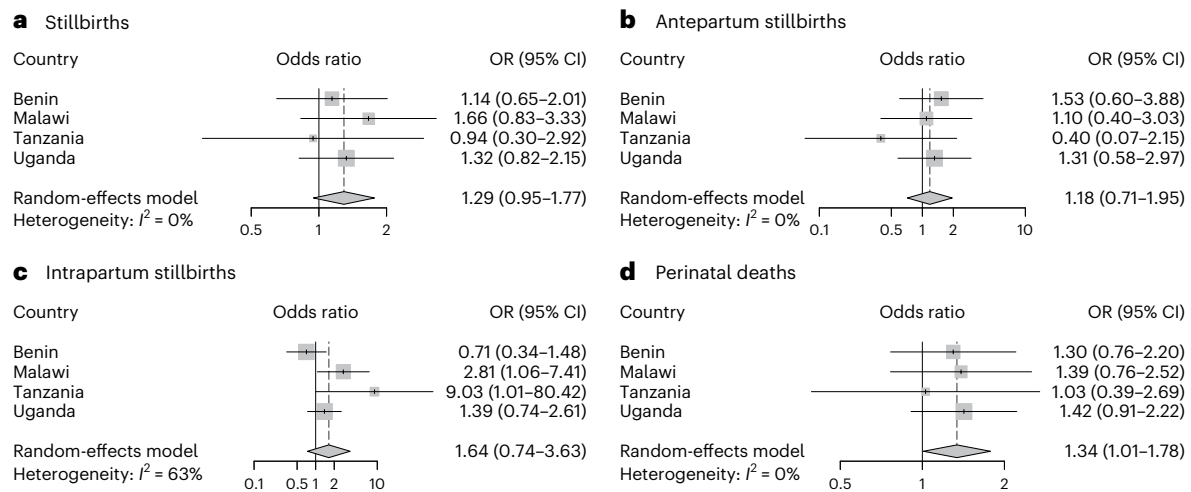 a Stillbirths
Country Odds ratio OR (95% CI)
Benin 1.14 (0.65–2.01)
Malawi 1.66 (0.83–3.33)
Tanzania 0.94 (0.30–2.92)
Uganda 1.32 (0.82–2.15)
Random-effects model 1.29 (0.95–1.77)
Heterogeneity: I² = 0%
0.5 1 2
b Antepartum stillbirths
Country Odds ratio OR (95% CI)
Benin 1.53 (0.60–3.88)
Malawi 1.10 (0.40–3.03)
Tanzania 0.40 (0.07–2.15)
Uganda 1.31 (0.58–2.97)
Random-effects model 1.18 (0.71–1.95)
Heterogeneity: I² = 0%
0.1 0.5 1 2 10
c Intrapartum stillbirths
Country Odds ratio OR (95% CI)
Benin 0.71 (0.34–1.48)
Malawi 2.81 (1.06–7.41)
Tanzania 9.03 (1.01–80.42)
Uganda 1.39 (0.74–2.61)
Random-effects model 1.64 (0.74–3.63)
Heterogeneity: I² = 63%
0.1 0.5 1 2 10
d Perinatal deaths
Country Odds ratio OR (95% CI)
Benin 1.30 (0.76–2.20)
Malawi 1.39 (0.76–2.52)
Tanzania 1.03 (0.39–2.69)
Uganda 1.42 (0.91–2.22)
Random-effects model 1.34 (1.01–1.78)
Heterogeneity: I² = 0%
0.5 1 2